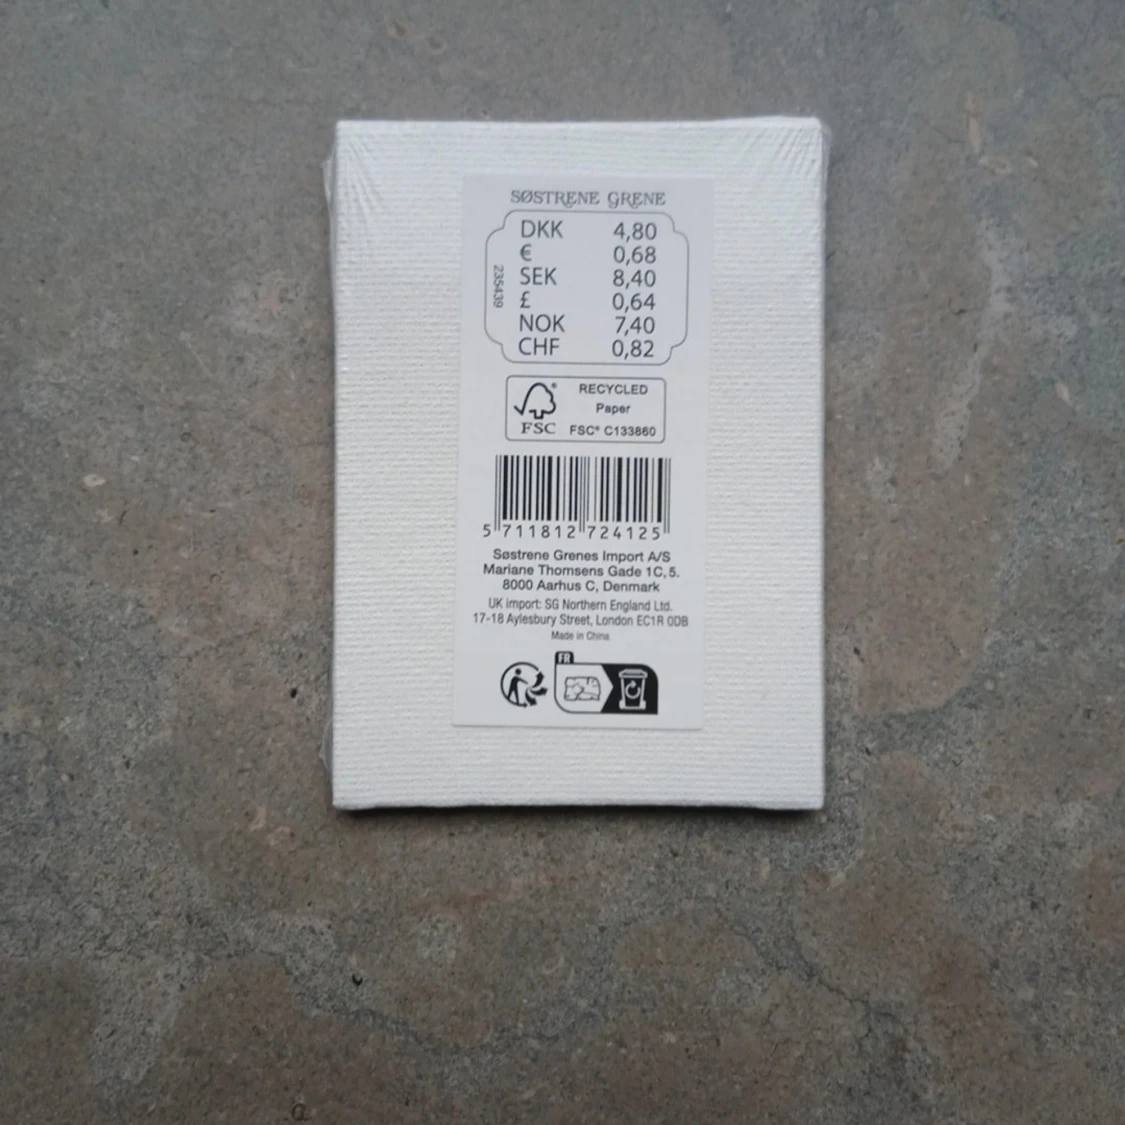 SØSTRENE GRENE
DKK 4,80
€ 0,68
SEK 8,40
£ 0,64
NOK 7,40
CHF 0,82
235439
RECYCLED
Paper
FSC® C133860
FSC®
5 711812 724125
Søstrene Grenes Import A/S
Mariane Thomsens Gade 1C, 5.
8000 Aarhus C, Denmark
UK import: SG Northern England Ltd.
17-18 Aylesbury Street, London EC1R 0DB
Made in China
FR